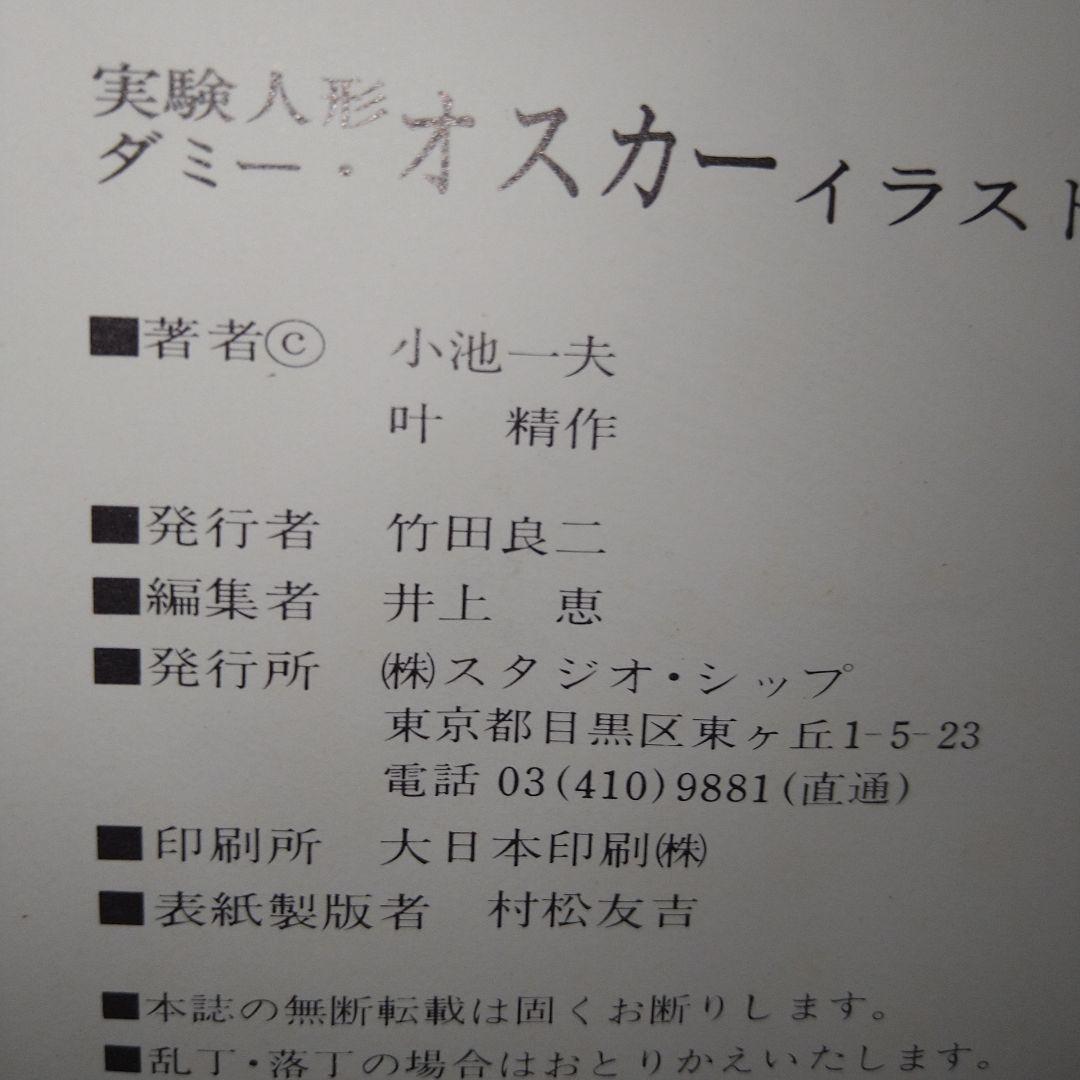 実験人形
ダミー・オスカーイラスト
■著者ⓒ 小池一夫
叶 精作
■発行者 竹田良二
■編集者 井上 恵
■発行所 ㈱スタジオ・シップ
東京都目黒区東ヶ丘1-5-23
電話 03(410)9881(直通)
■印刷所 大日本印刷㈱
■表紙製版者 村松友吉
■本誌の無断転載は固くお断りします。
■乱丁・落丁の場合はおとりかえいたします。